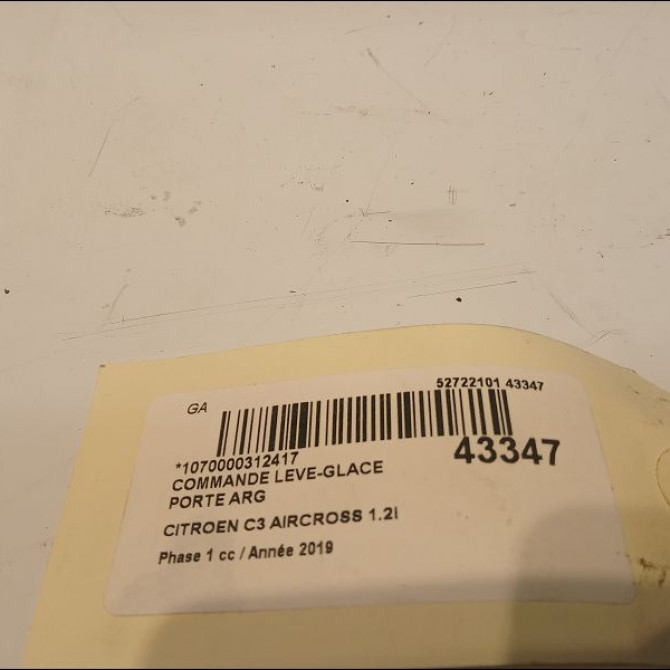 GA
52722101 43347
*1070000312417
43347
COMMANDE LEVE-GLACE
PORTE ARG
CITROEN C3 AIRCROSS 1.2I
Phase 1 cc / Année 2019